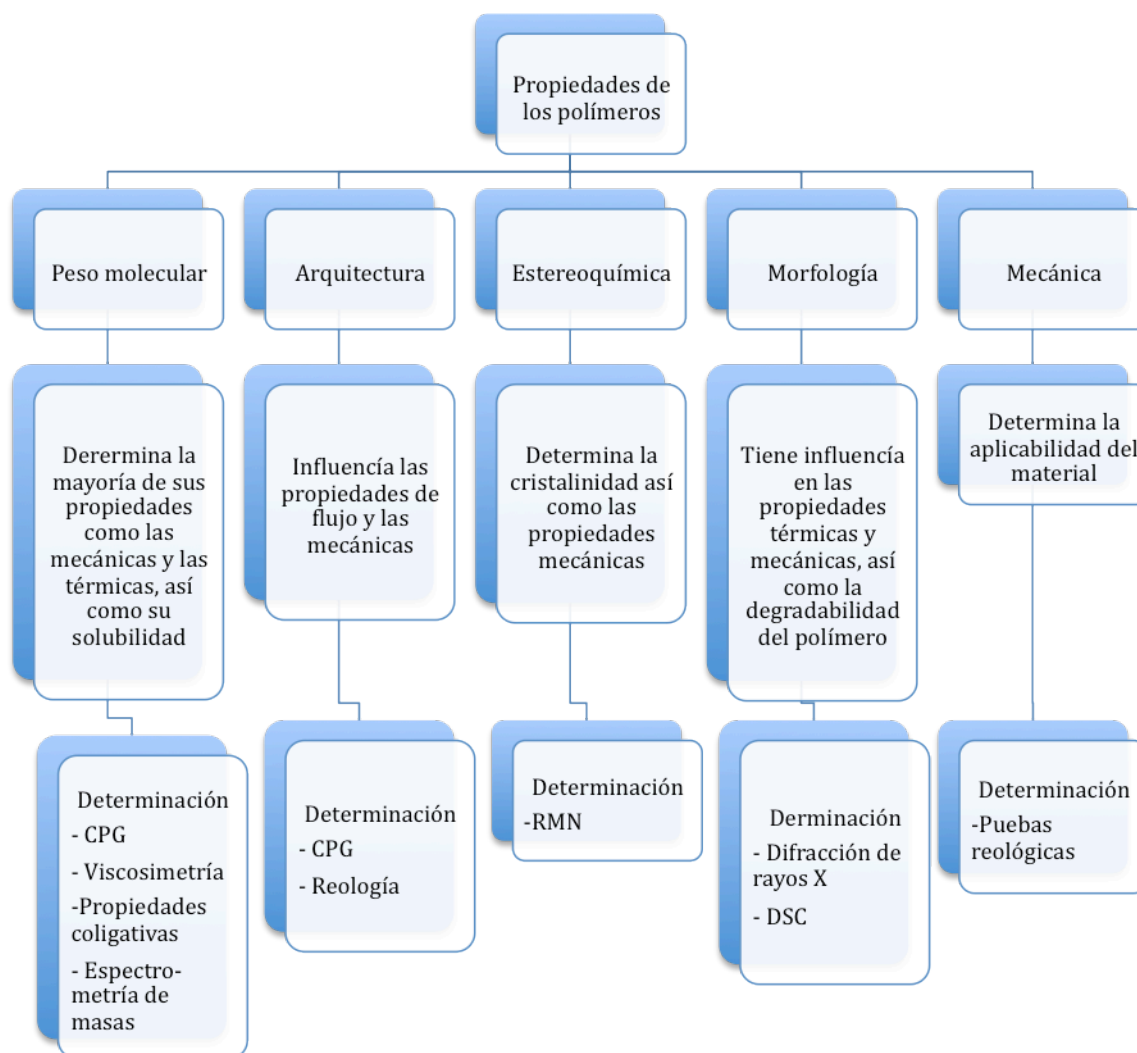 Propiedades de
los polímeros
Peso molecular
Arquitectura
Estereoquímica
Morfología
Mecánica
Derermina la
mayoría de sus
propiedades
como las
mecánicas y las
térmicas, así
como su
solubilidad
Influencía las
propiedades de
flujo y las
mecánicas
Determina la
cristalinidad así
como las
propiedades
mecánicas
Tiene influencía
en las
propiedades
térmicas y
mecánicas, así
como la
degradabilidad
del polímero
Determina la
aplicabilidad del
material
Determinación
- CPG
- Viscosimetría
-Propiedades
coligativas
- Espectro-
metría de
masas
Determinación
- CPG
- Reología
Determinación
-RMN
Derminación
- Difracción de
rayos X
- DSC
Determinación
-Puebas
reológicas